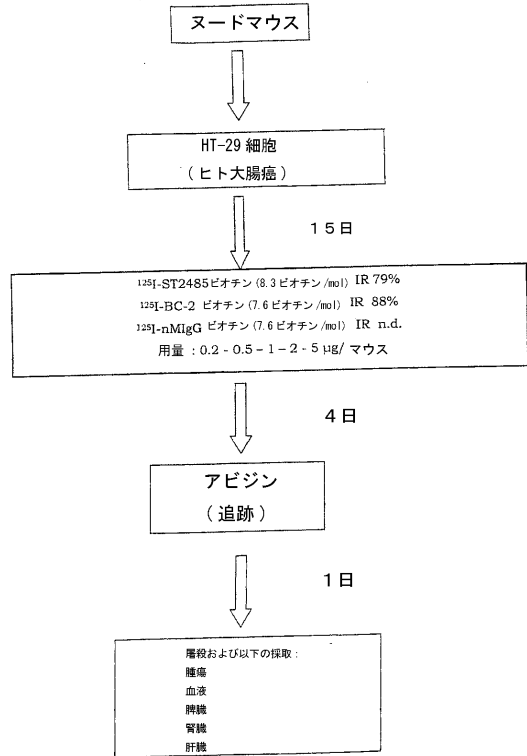 ヌードマウス
HT-29 細胞
(ヒト大腸癌)
15日
¹²⁵I-ST2485ビオチン(8.3ビオチン/mol) IR 79%
¹²⁵I-BC-2 ビオチン(7.6ビオチン/mol) IR 88%
¹²⁵I-nMIgG ビオチン(7.6ビオチン/mol) IR n.d.
用量:0.2 - 0.5 – 1 – 2 - 5 µg/ マウス
4日
アビジン
(追跡)
1日
屠殺および以下の採取:
腫瘍
血液
脾臓
腎臓
肝臓